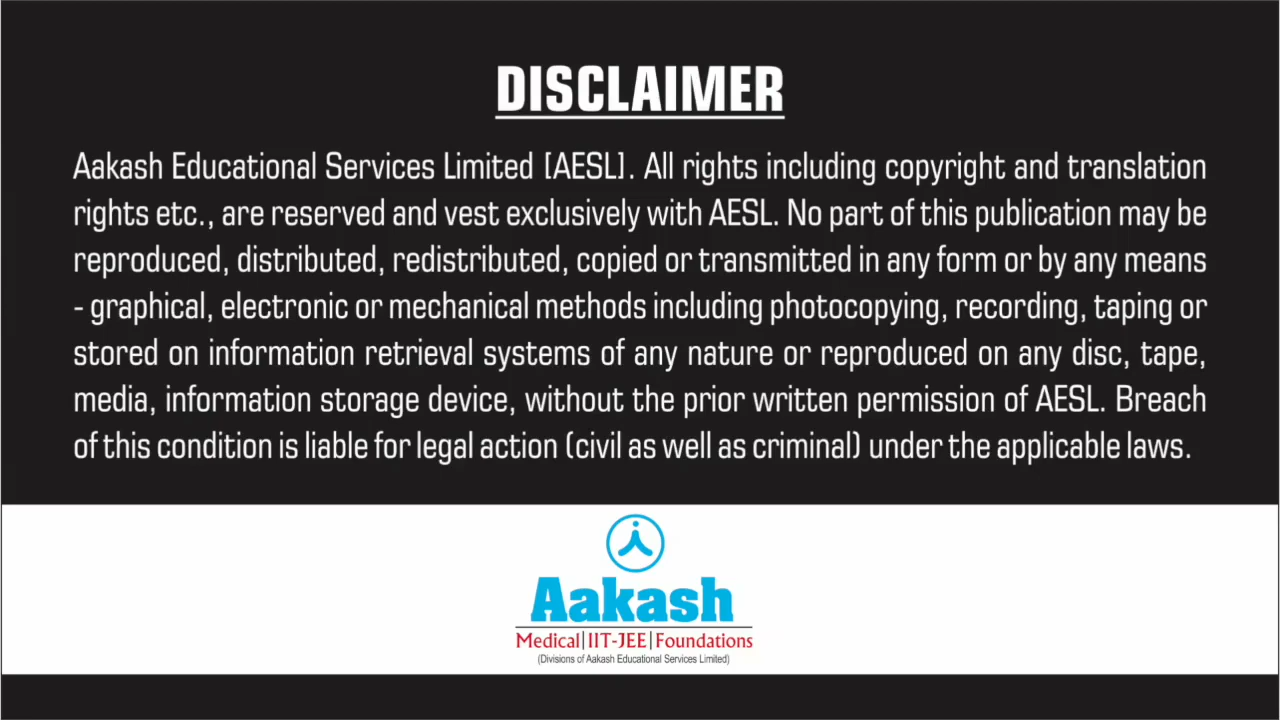 DISCLAIMER
Aakash Educational Services Limited [AESL]. All rights including copyright and translation
rights etc., are reserved and vest exclusively with AESL. No part of this publication may be
reproduced, distributed, redistributed, copied or transmitted in any form or by any means
- graphical, electronic or mechanical methods including photocopying, recording, taping or
stored on information retrieval systems of any nature or reproduced on any disc, tape,
media, information storage device, without the prior written permission of AESL. Breach
of this condition is liable for legal action (civil as well as criminal) under the applicable laws.
Aakash
Medical|IIT-JEE|Foundations
(Divisions of Aakash Educational Services Limited)